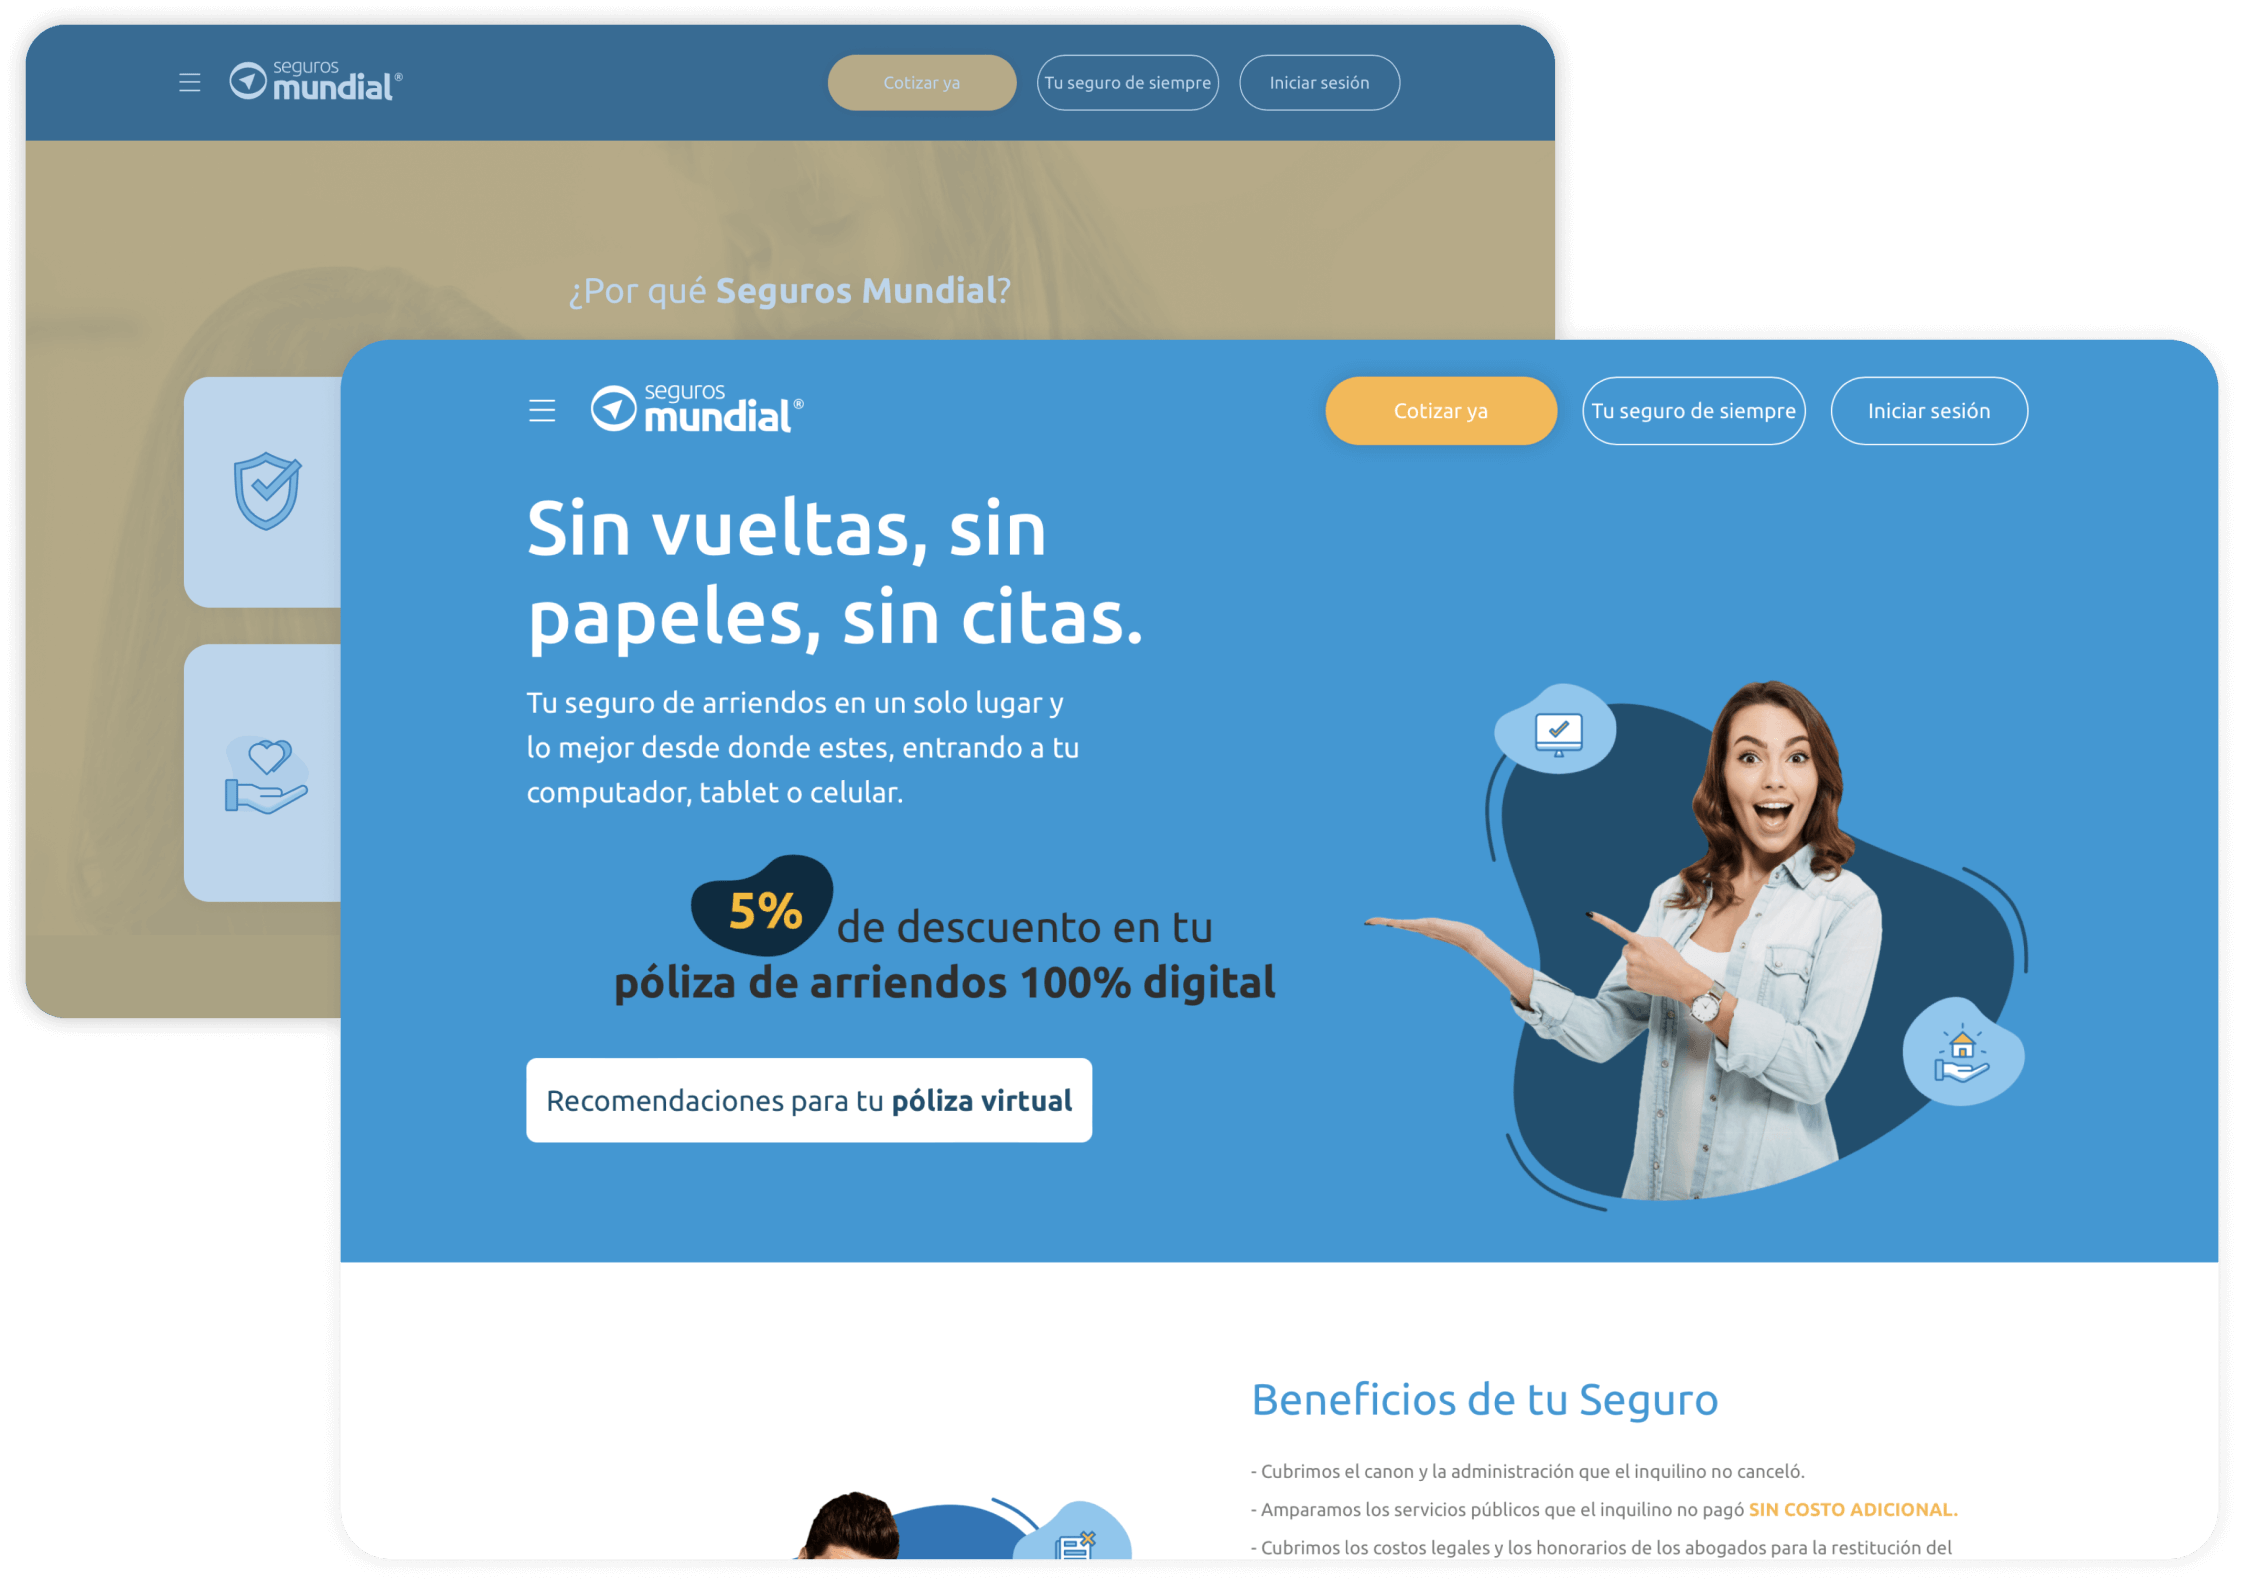 seguros
mundial®
Cotizar ya
Tu seguro de siempre
Iniciar sesión
¿Por qué Seguros Mundial?
seguros
mundial®
Cotizar ya
Tu seguro de siempre
Iniciar sesión
Sin vueltas, sin
papeles, sin citas.
Tu seguro de arriendos en un solo lugar y
lo mejor desde donde estes, entrando a tu
computador, tablet o celular.
5% de descuento en tu
póliza de arriendos 100% digital
Recomendaciones para tu póliza virtual
Beneficios de tu Seguro
- Cubrimos el canon y la administración que el inquilino no canceló.
- Amparamos los servicios públicos que el inquilino no pagó SIN COSTO ADICIONAL.
- Cubrimos los costos legales y los honorarios de los abogados para la restitución del